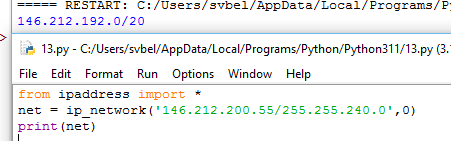 ===== RESTART: C:/Users/svbel/AppData/Local/Programs/Py
146.212.192.0/20
13.py - C:/Users/svbel/AppData/Local/Programs/Python/Python311/13.py (3.
File Edit Format Run Options Window Help
from ipaddress import *
net = ip_network('146.212.200.55/255.255.240.0',0)
print(net)